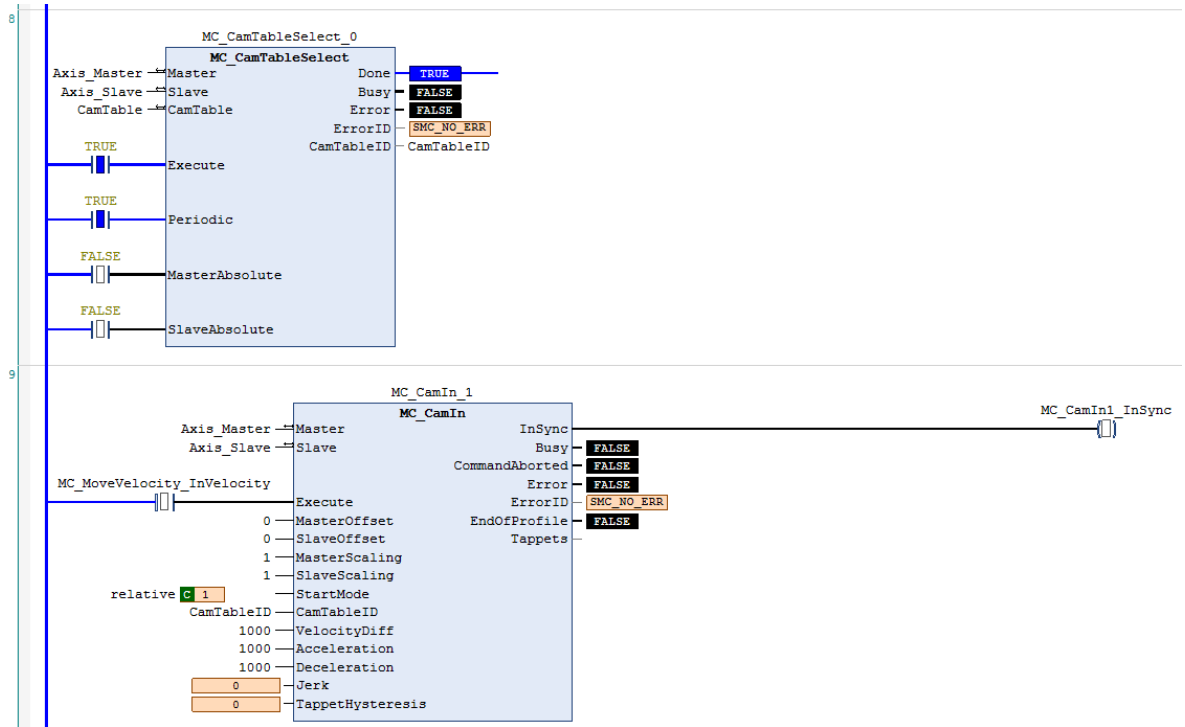 8
MC_CamTableSelect_0
MC_CamTableSelect
Axis_Master Master Done TRUE
Axis_Slave Slave Busy FALSE
CamTable CamTable Error FALSE
ErrorID SMC_NO_ERR
TRUE CamTableID CamTableID
Execute
TRUE
Periodic
FALSE
MasterAbsolute
FALSE
SlaveAbsolute
9
MC_CamIn_1
MC_CamIn
MC_CamIn1_InSync
Axis_Master Master InSync
Axis_Slave Slave Busy FALSE
CommandAborted FALSE
MC_MoveVelocity_InVelocity Error FALSE
Execute ErrorID SMC_NO_ERR
0 MasterOffset EndOfProfile FALSE
0 SlaveOffset Tappets
1 MasterScaling
1 SlaveScaling
relative C 1 StartMode
CamTableID CamTableID
1000 VelocityDiff
1000 Acceleration
1000 Deceleration
0 Jerk
0 TappetHysteresis